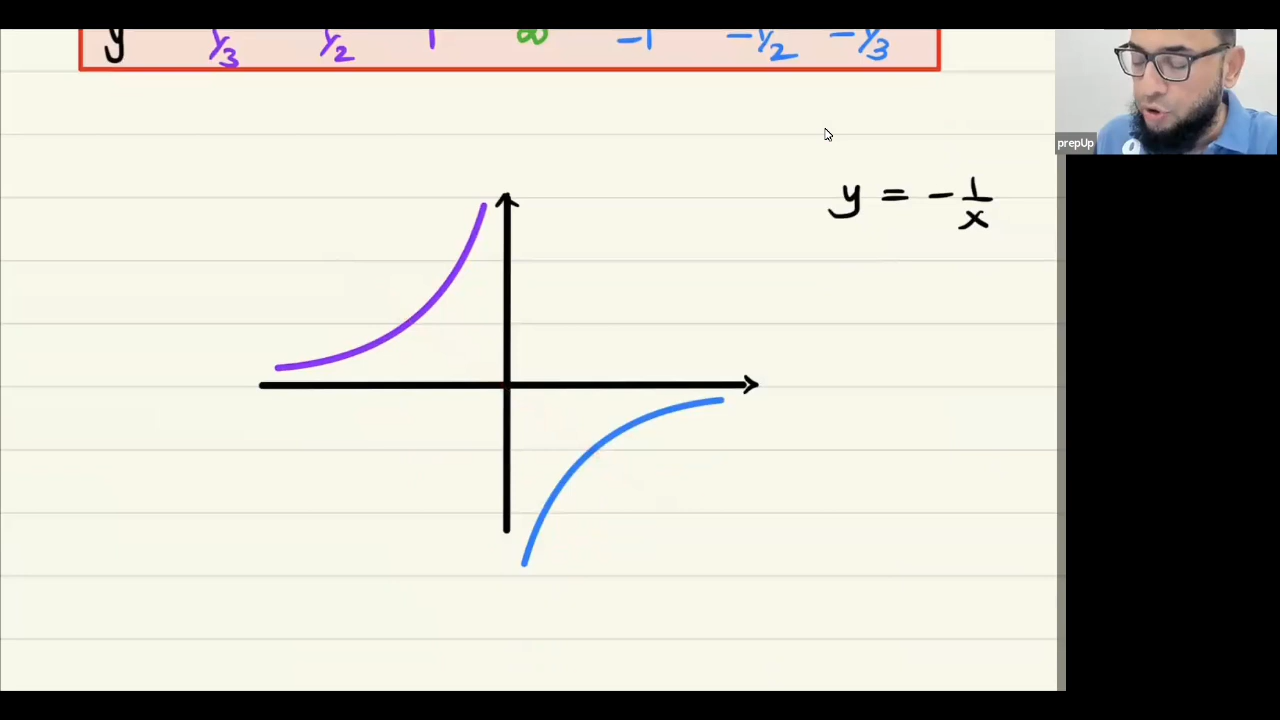 y 1/3 1/2 1 ∞ -1 -1/2 -1/3
prepUp
y = - 1/x